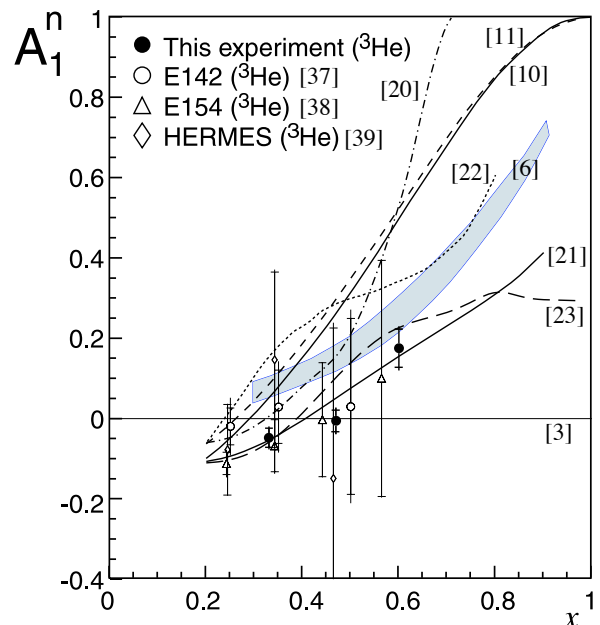 A₁ⁿ
1
0.8
0.6
0.4
0.2
0
-0.2
-0.4
This experiment (³He)
E142 (³He) [37]
E154 (³He) [38]
HERMES (³He) [39]
[11]
[10]
[20]
[22]
[6]
[21]
[23]
[3]
0 0.2 0.4 0.6 0.8 1
x